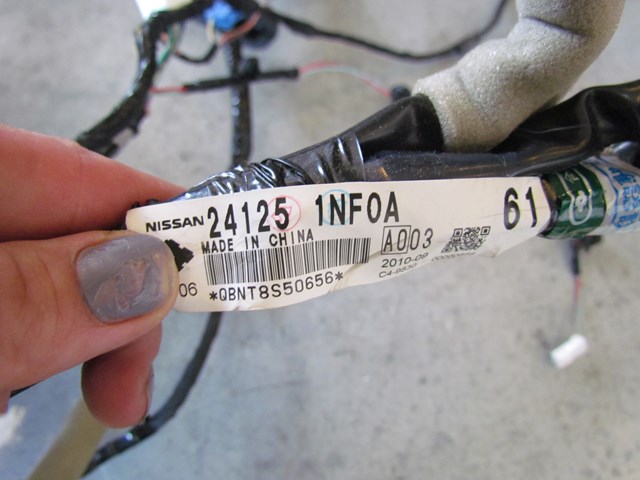 NISSAN 24125 1NF0A 61
MADE IN CHINA A003
2010-09
06 *QBNT8S50656*